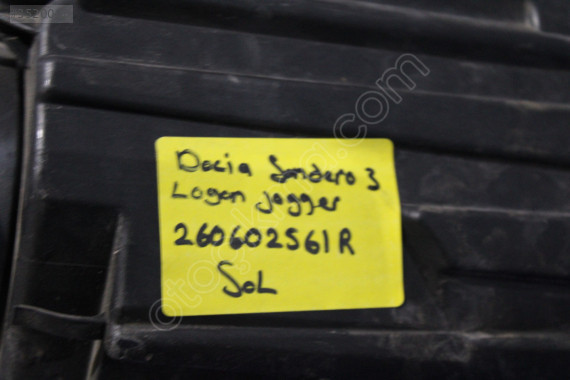 Dacia Sandero 3
Logan jogger
260602561R
SoL